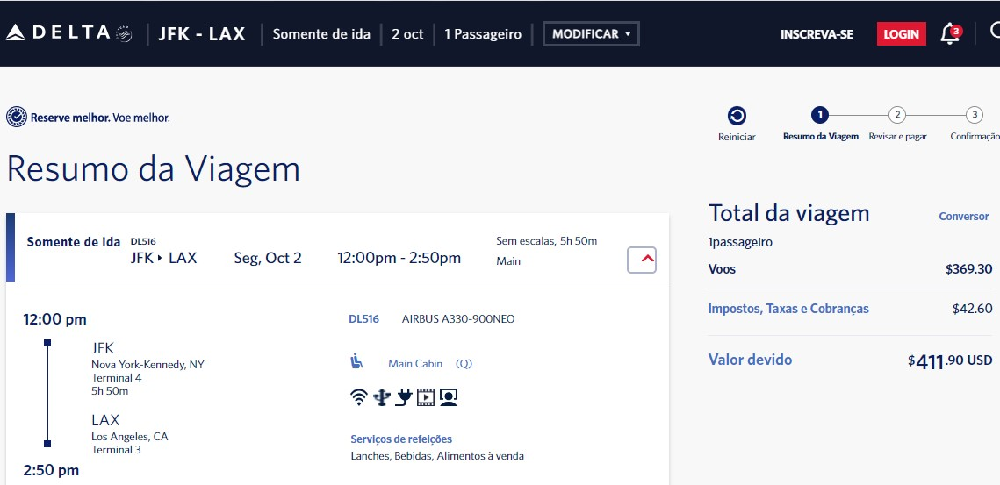 DELTA JFK - LAX Somente de ida 2 oct 1 Passageiro MODIFICAR INSCREVA-SE LOGIN 3
Reserve melhor. Voe melhor.
1 2 3
Reiniciar Resumo da Viagem Revisar e pagar Confirmação
Resumo da Viagem
Somente de ida
DL516
JFK LAX
Seg, Oct 2
12:00pm - 2:50pm
Sem escalas, 5h 50m
Main
12:00 pm
JFK
Nova York-Kennedy, NY
Terminal 4
5h 50m
LAX
Los Angeles, CA
Terminal 3
2:50 pm
DL516 AIRBUS A330-900NEO
Main Cabin (Q)
Serviços de refeições
Lanches, Bebidas, Alimentos à venda
Total da viagem Conversor
1passageiro
Voos $369.30
Impostos, Taxas e Cobranças $42.60
Valor devido $411.90 USD